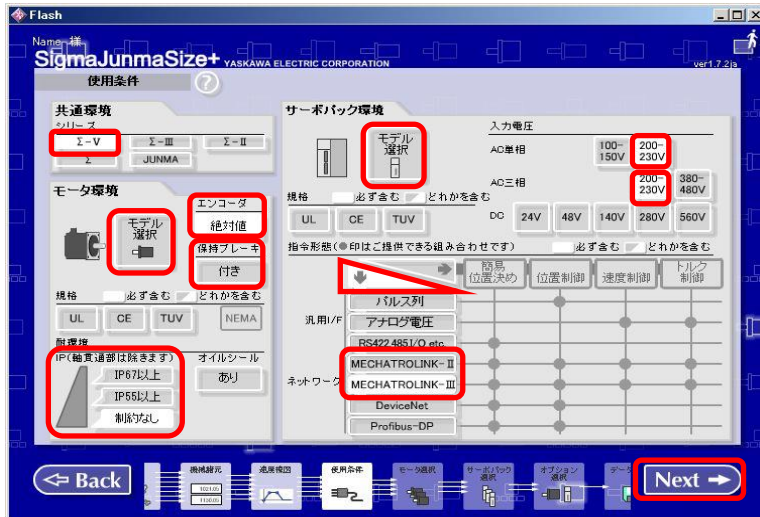 Flash
Name 様
SigmaJunmaSize+ YASKAWA ELECTRIC CORPORATION
ver1.7.2ja
使用条件
?
共通環境
シリーズ
Σ-V
Σ-III
Σ-II
Σ
JUNMA
モータ環境
モデル
選択
エンコーダ
絶対値
保持ブレーキ
付き
規格
必ず含む
どれかを含む
UL
CE
TUV
NEMA
耐環境
IP(軸貫通部は除きます)
オイルシール
IP67以上
IP55以上
制約なし
あり
サーボパック環境
モデル
選択
入力電圧
AC単相
100-
150V
200-
230V
AC三相
200-
230V
380-
480V
DC
24V
48V
140V
280V
560V
規格
必ず含む
どれかを含む
UL
CE
TUV
指令形態(●印はご提供できる組み合わせです)
必ず含む
どれかを含む
簡易
位置決め
位置制御
速度制御
トルク
制御
汎用I/F
パルス列
アナログ電圧
RS422 485I/O etc
ネットワーク
MECHATROLINK-II
MECHATROLINK-III
DeviceNet
Profibus-DP
Back
機械諸元
速度線図
使用条件
モータ選択
サーボパック
選択
オプション
選択
データ
Next